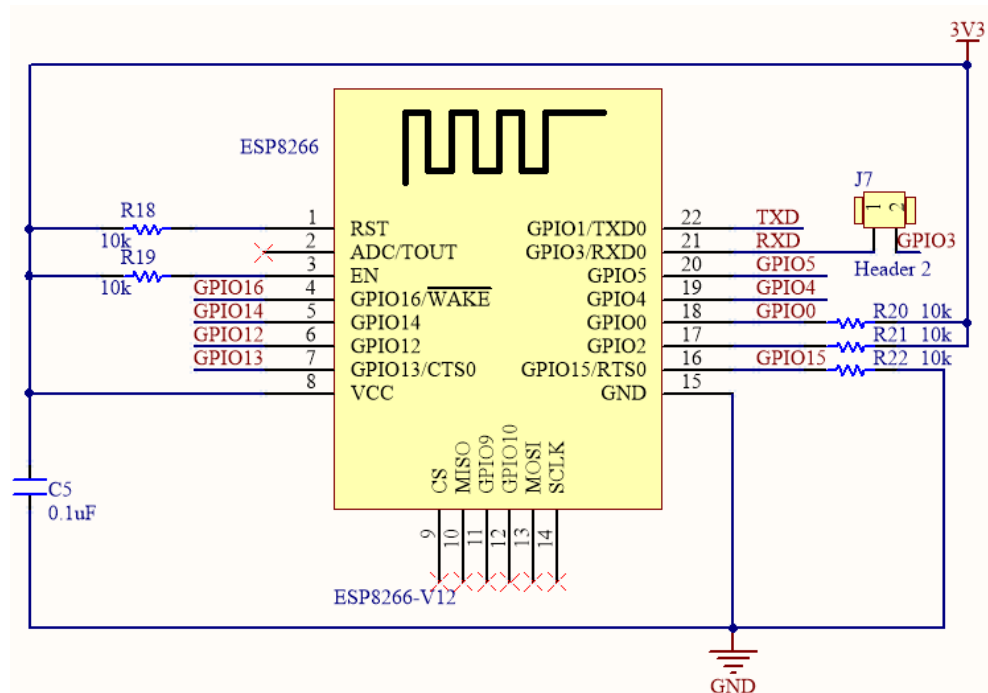 3V3
ESP8266
J7
1 2
R18
10k
R19
10k
1 RST
2 ADC/TOUT
3 EN
GPIO16 4 GPIO16/WAKE
GPIO14 5 GPIO14
GPIO12 6 GPIO12
GPIO13 7 GPIO13/CTS0
8 VCC
GPIO1/TXD0 22 TXD
GPIO3/RXD0 21 RXD GPIO3
Header 2
GPIO5 20 GPIO5
GPIO4 19 GPIO4
GPIO0 18 GPIO0 R20 10k
GPIO2 17 R21 10k
GPIO15/RTS0 16 GPIO15 R22 10k
GND 15
CS 9
MISO 10
GPIO9 11
GPIO10 12
MOSI 13
SCLK 14
C5
0.1uF
ESP8266-V12
GND